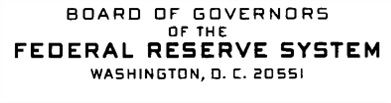 BOARD OF GOVERNORS
OF THE
FEDERAL RESERVE SYSTEM
WASHINGTON, D. C. 20551